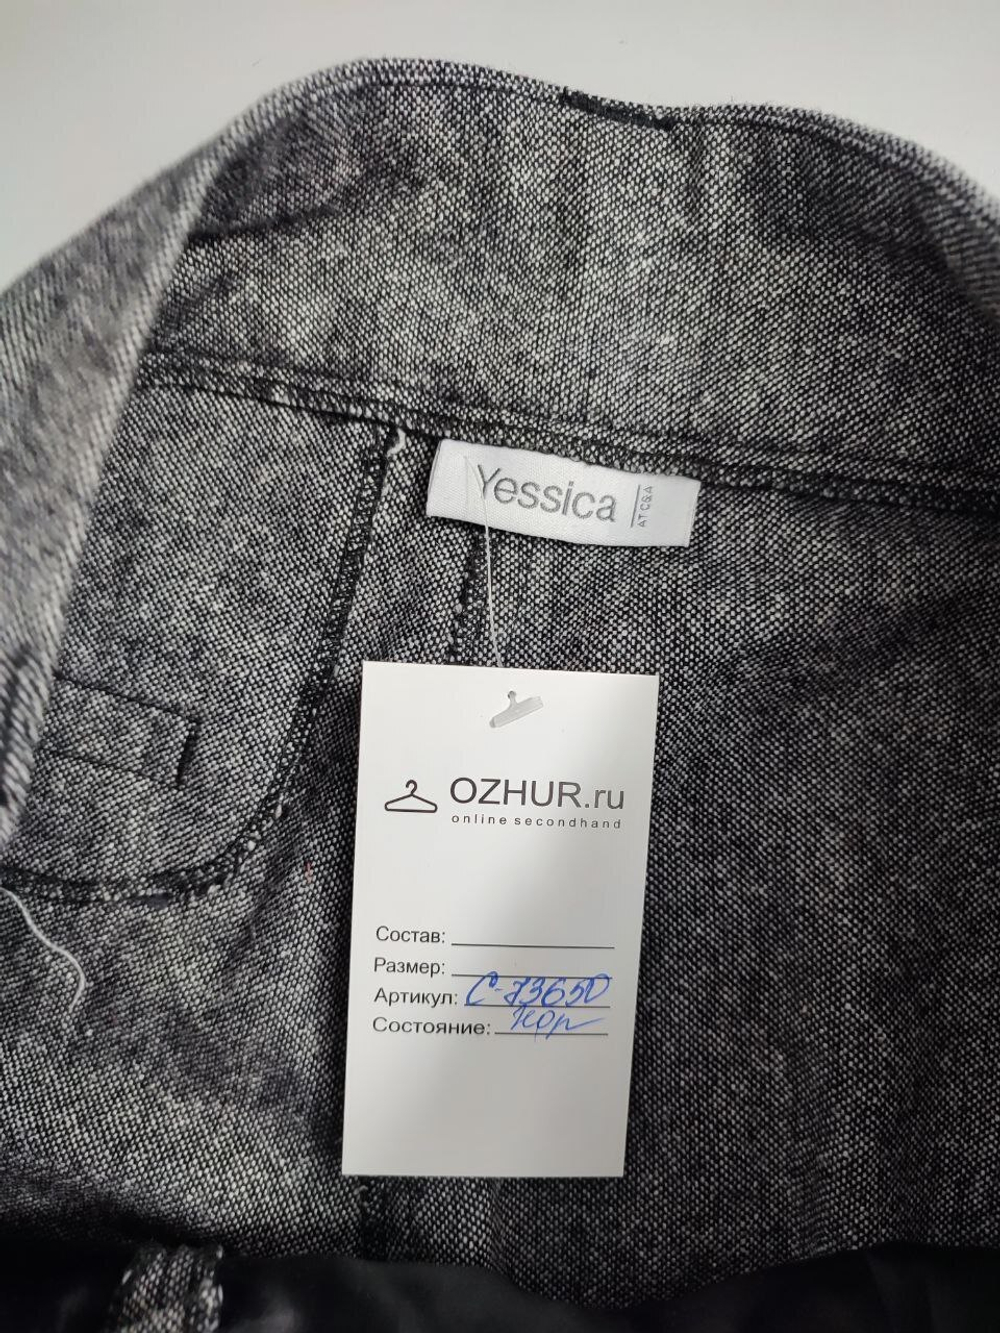 Yessica
AT C&A
OZHUR.ru
online secondhand
Состав:
Размер:
Артикул: С-73650
Состояние: хор